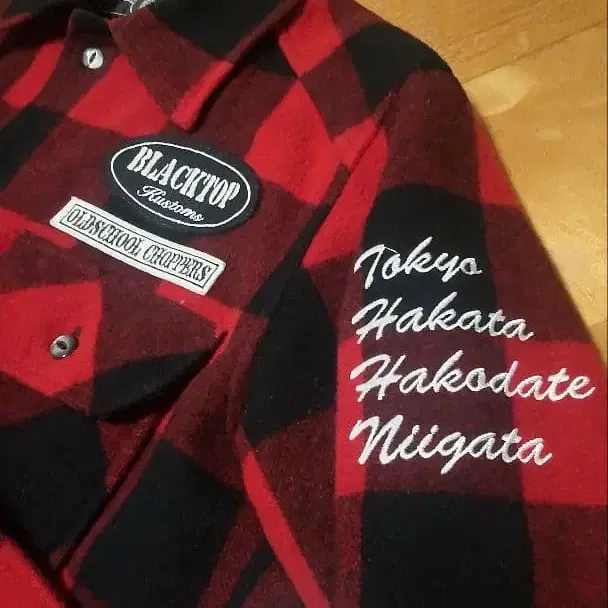 BLACKTOP
Kustoms
OLDSCHOOL CHOPPERS
Tokyo
Hakata
Hakodate
Niigata